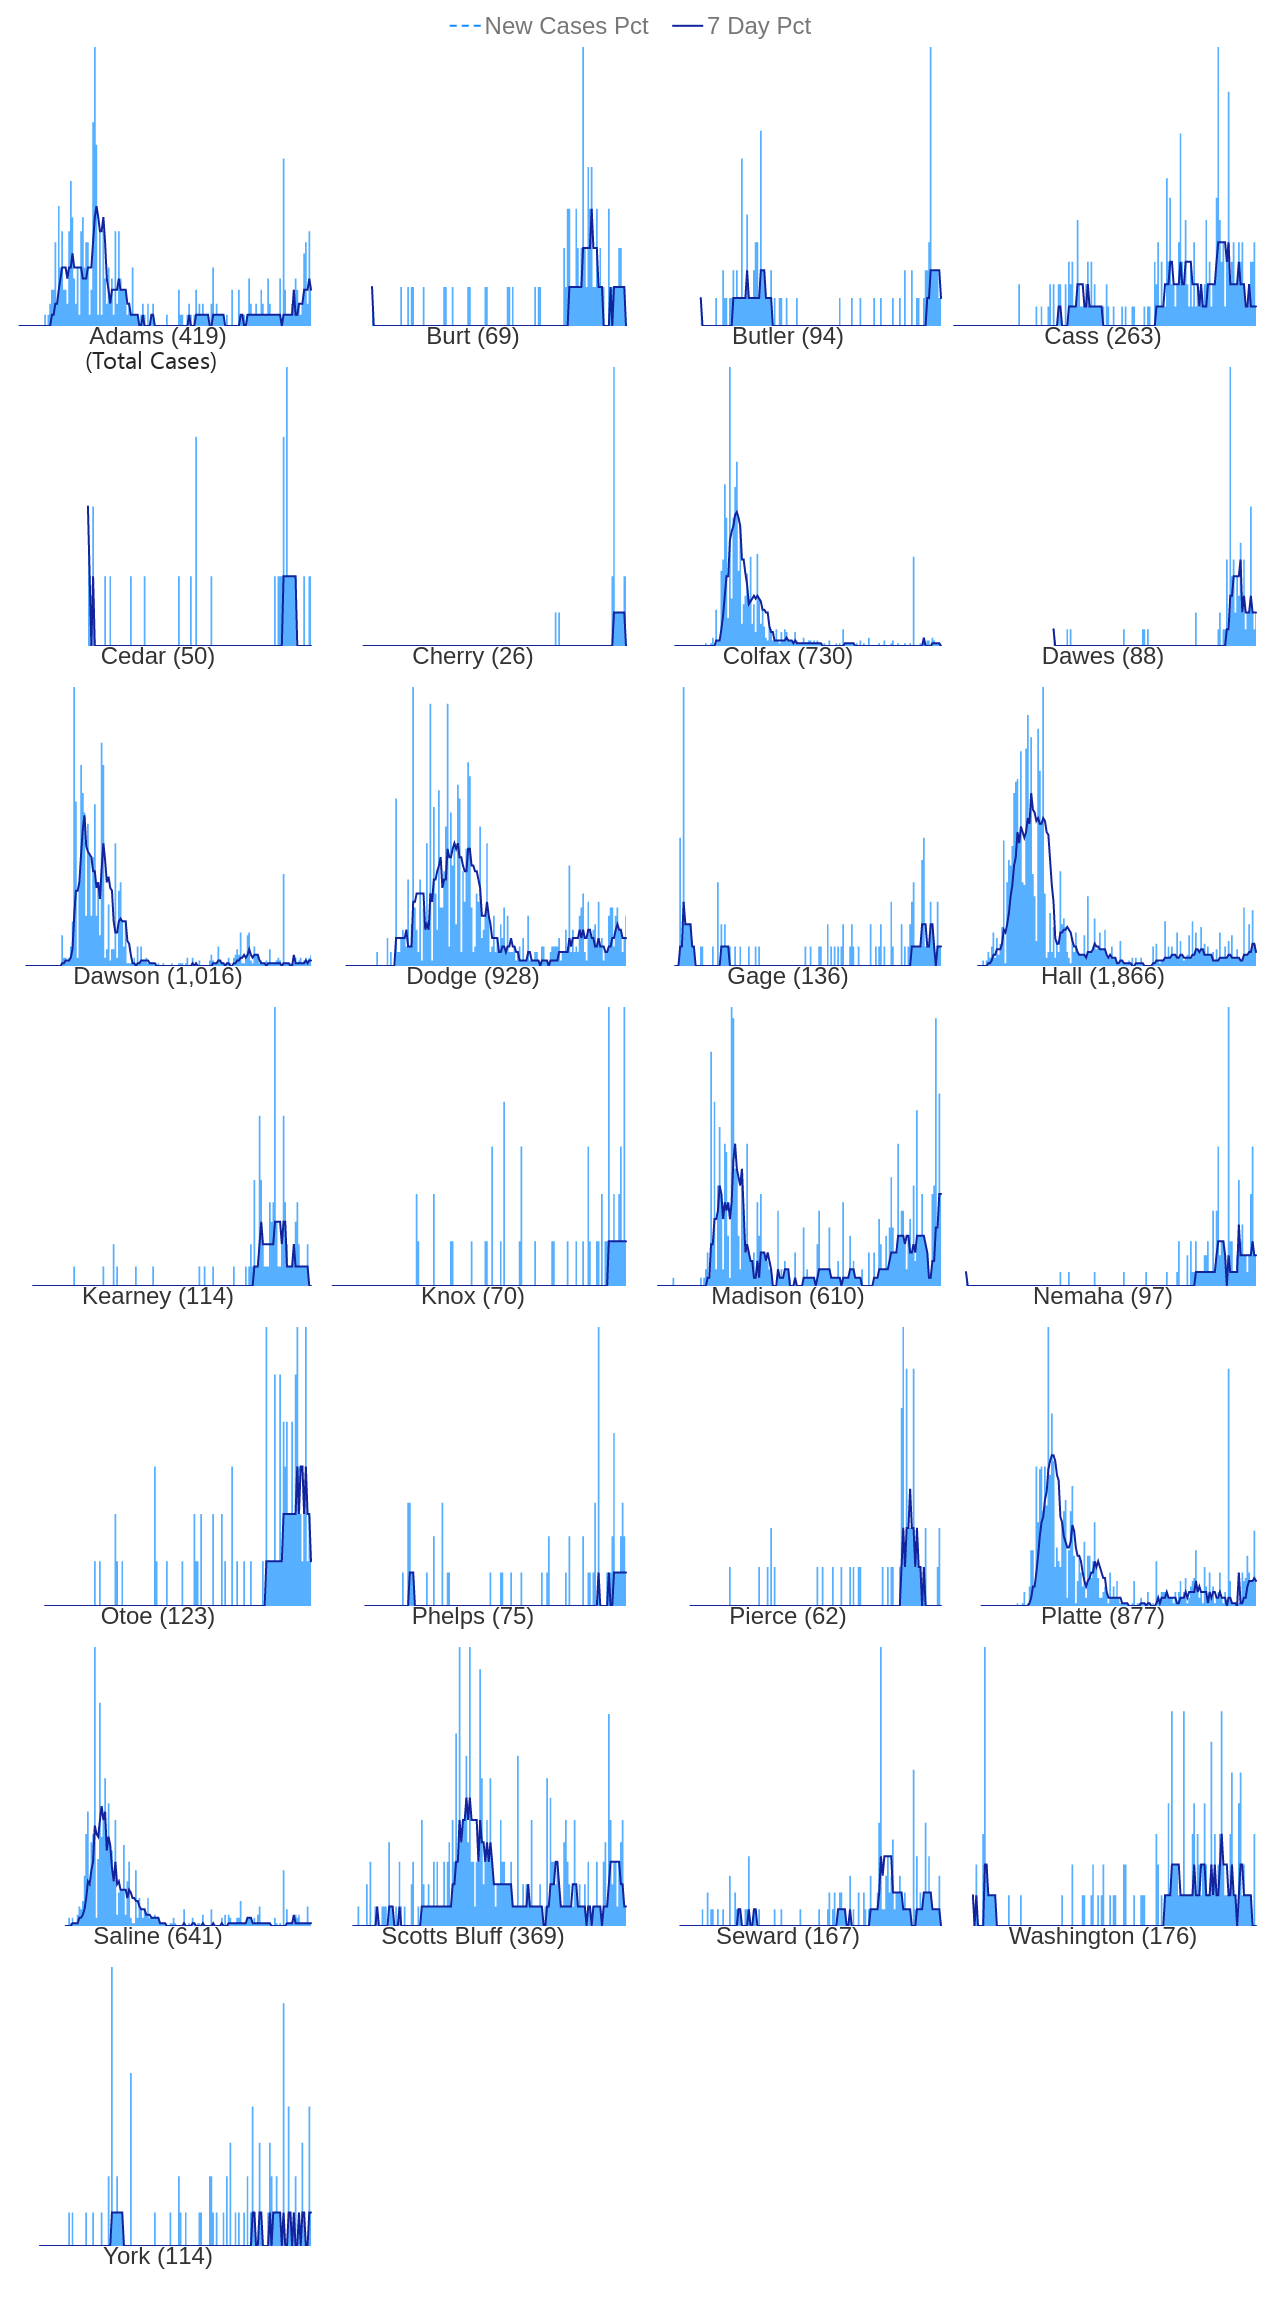 New Cases Pct 7 Day Pct
Adams (419) Burt (69) Butler (94) Cass (263)
(Total Cases)
Cedar (50) Cherry (26) Colfax (730) Dawes (88)
Dawson (1,016) Dodge (928) Gage (136) Hall (1,866)
Kearney (114) Knox (70) Madison (610) Nemaha (97)
Otoe (123) Phelps (75) Pierce (62) Platte (877)
Saline (641) Scotts Bluff (369) Seward (167) Washington (176)
York (114)